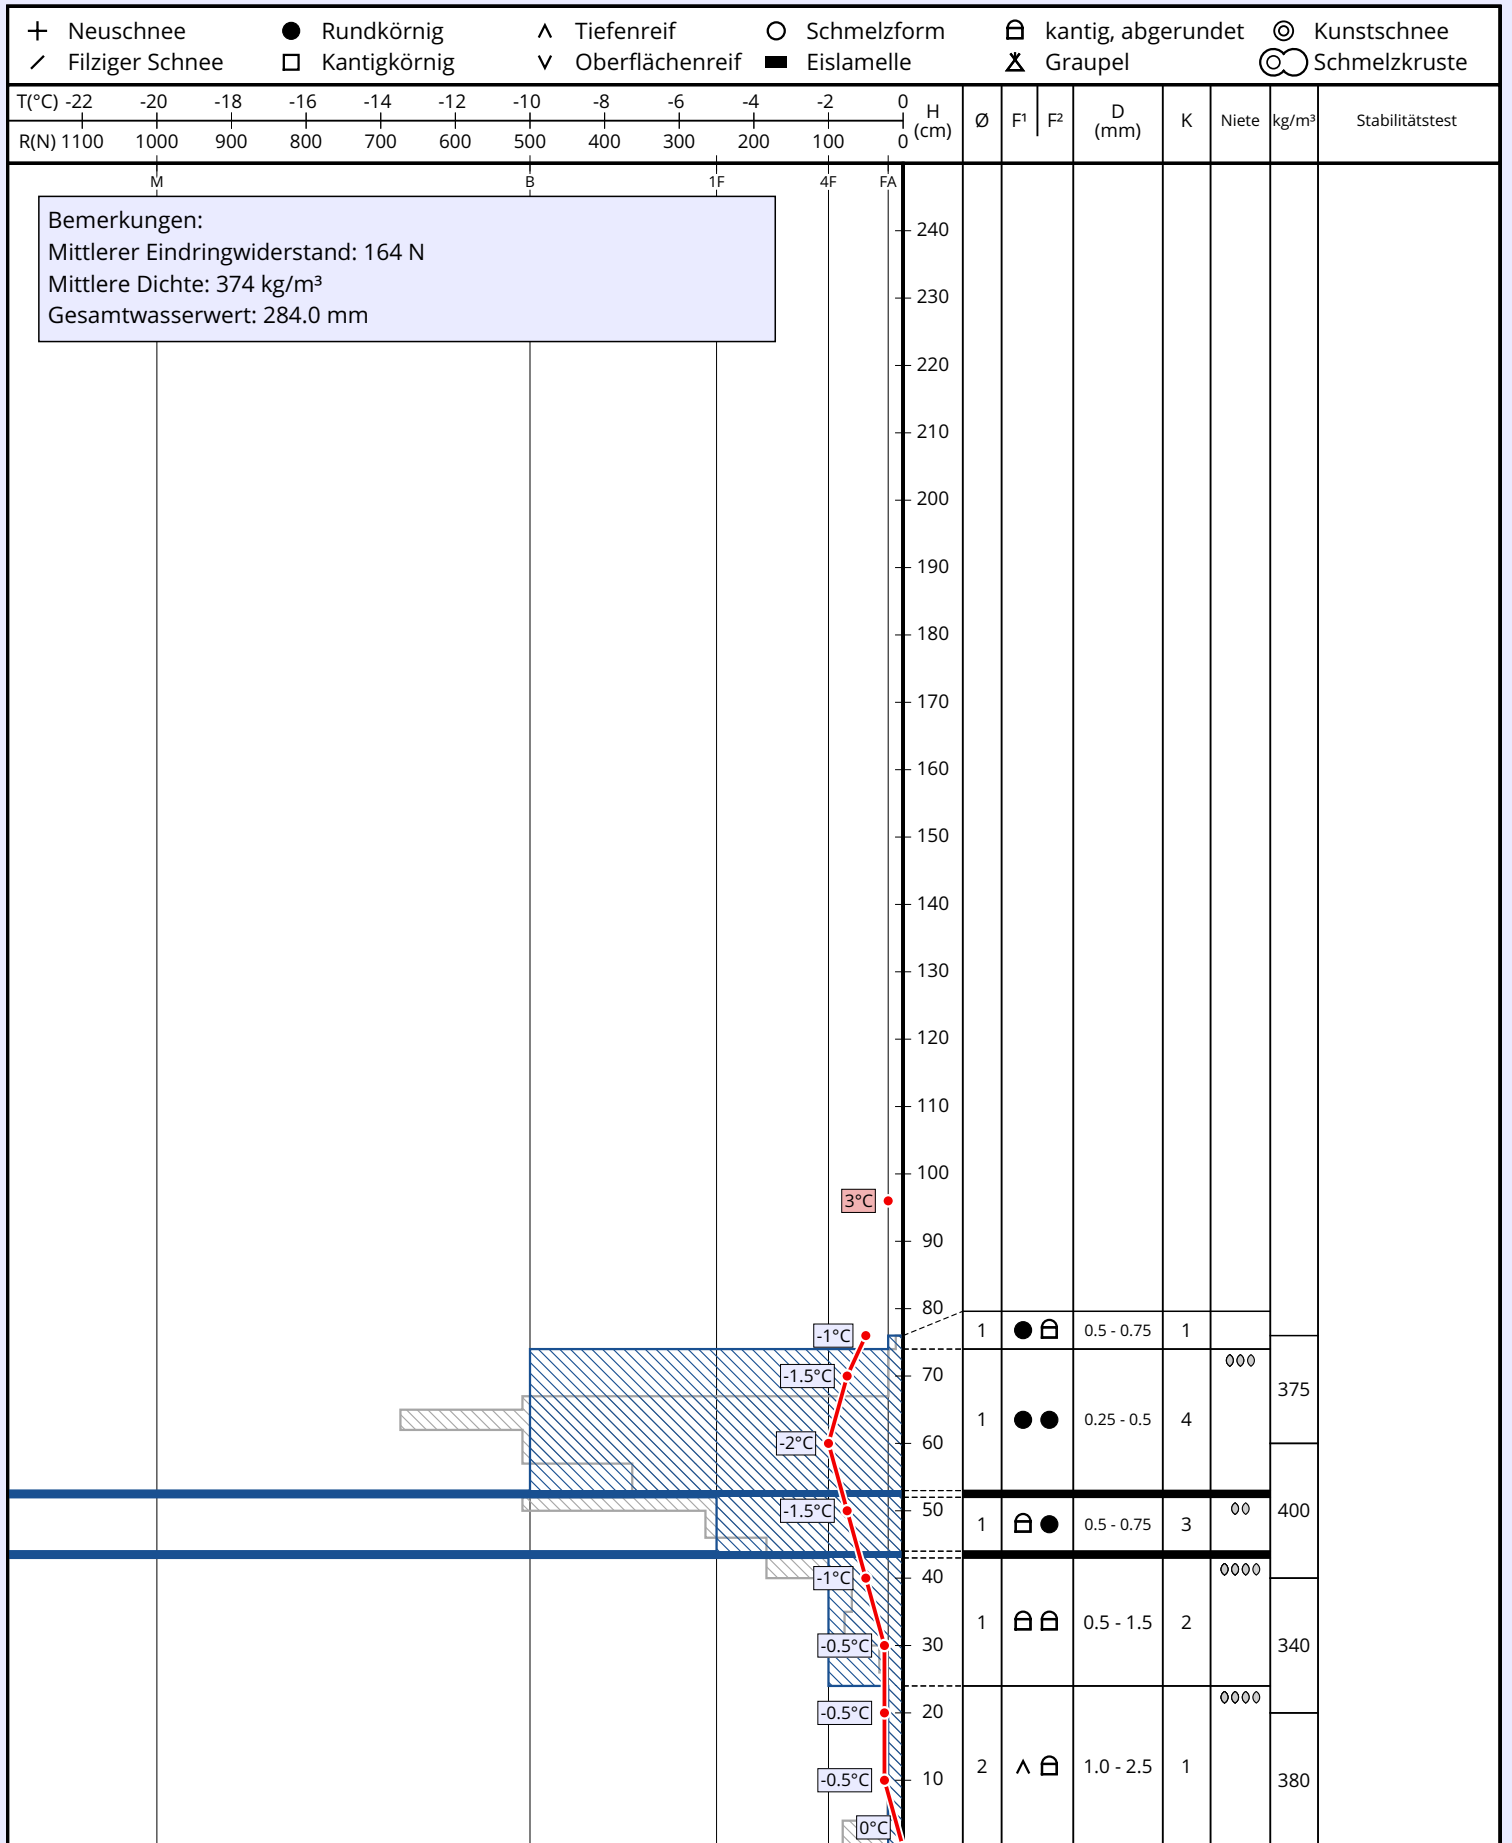 Neuschnee Rundkörnig Tiefenreif Schmelzform kantig, abgerundet Kunstschnee
Filziger Schnee Kantigkörnig Oberflächenreif Eislamelle Graupel Schmelzkruste
T(°C) -22 -20 -18 -16 -14 -12 -10 -8 -6 -4 -2 0
R(N) 1100 1000 900 800 700 600 500 400 300 200 100 0
H (cm) Ø F¹ F² D (mm) K Niete kg/m³ Stabilitätstest
M B 1F 4F FA
Bemerkungen:
Mittlerer Eindringwiderstand: 164 N
Mittlere Dichte: 374 kg/m³
Gesamtwasserwert: 284.0 mm
240
230
220
210
200
190
180
170
160
150
140
130
120
110
100
3°C
90
80
-1°C 1 0.5 - 0.75 1
-1.5°C 70
375
1 0.25 - 0.5 4
-2°C 60
-1.5°C 50 400
1 0.5 - 0.75 3
-1°C 40
1 0.5 - 1.5 2
-0.5°C 30 340
-0.5°C 20
2 1.0 - 2.5 1
-0.5°C 10 380
0°C